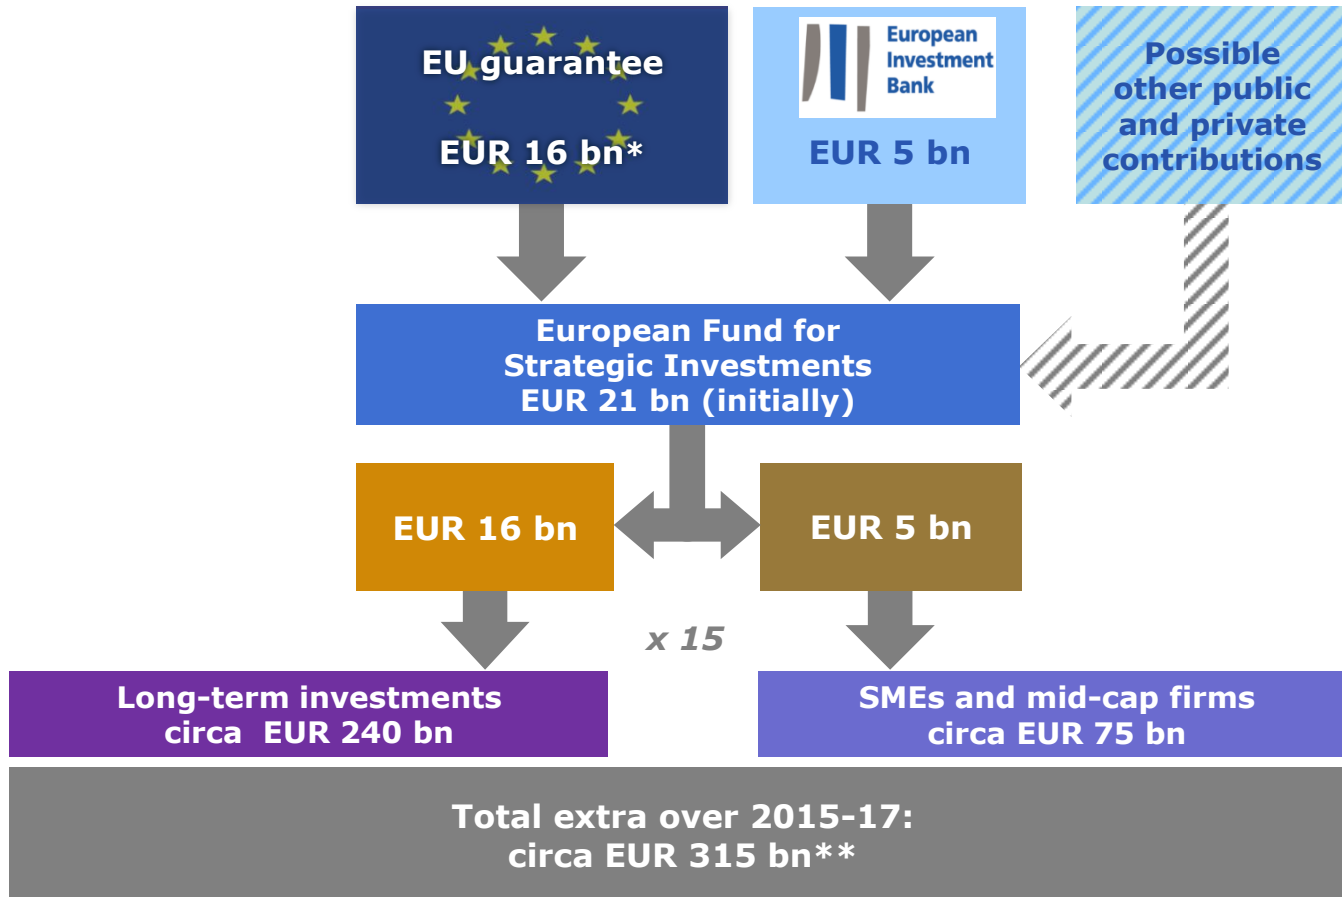 EU guarantee
EUR 16 bn*
European
Investment
Bank
EUR 5 bn
Possible
other public
and private
contributions
European Fund for
Strategic Investments
EUR 21 bn (initially)
EUR 16 bn
EUR 5 bn
x 15
Long-term investments
circa EUR 240 bn
SMEs and mid-cap firms
circa EUR 75 bn
Total extra over 2015-17:
circa EUR 315 bn**